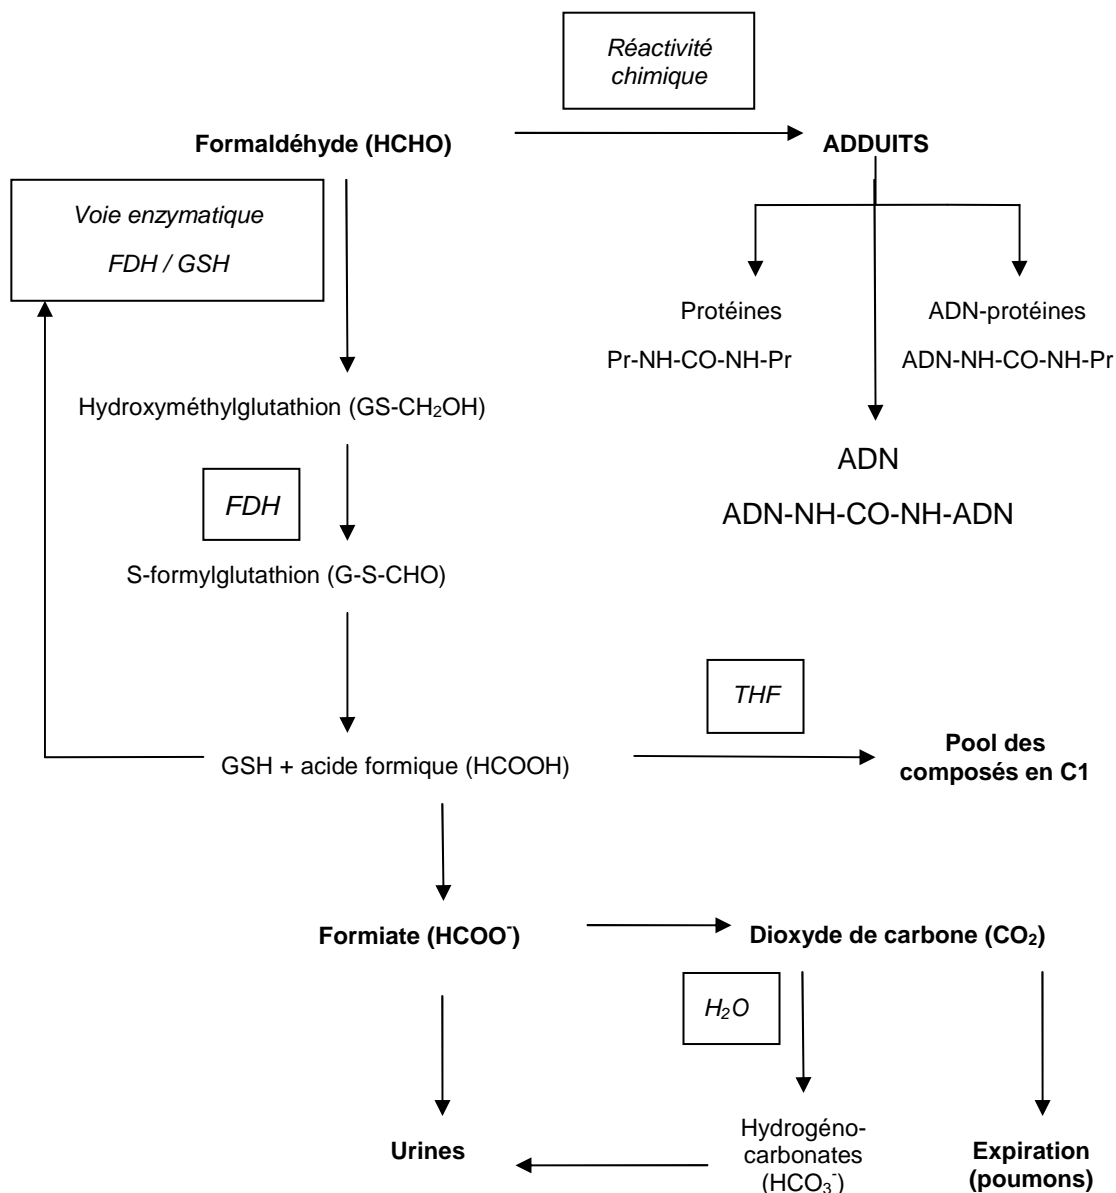 Réactivité
chimique
Formaldéhyde (HCHO)
ADDUITS
Voie enzymatique
FDH / GSH
Protéines
Pr-NH-CO-NH-Pr
ADN-protéines
ADN-NH-CO-NH-Pr
Hydroxyméthylglutathion (GS-CH₂OH)
ADN
ADN-NH-CO-NH-ADN
FDH
S-formylglutathion (G-S-CHO)
THF
GSH + acide formique (HCOOH)
Pool des
composés en C1
Formiate (HCOO⁻)
Dioxyde de carbone (CO₂)
H₂O
Urines
Hydrogéno-
carbonates
(HCO₃⁻)
Expiration
(poumons)